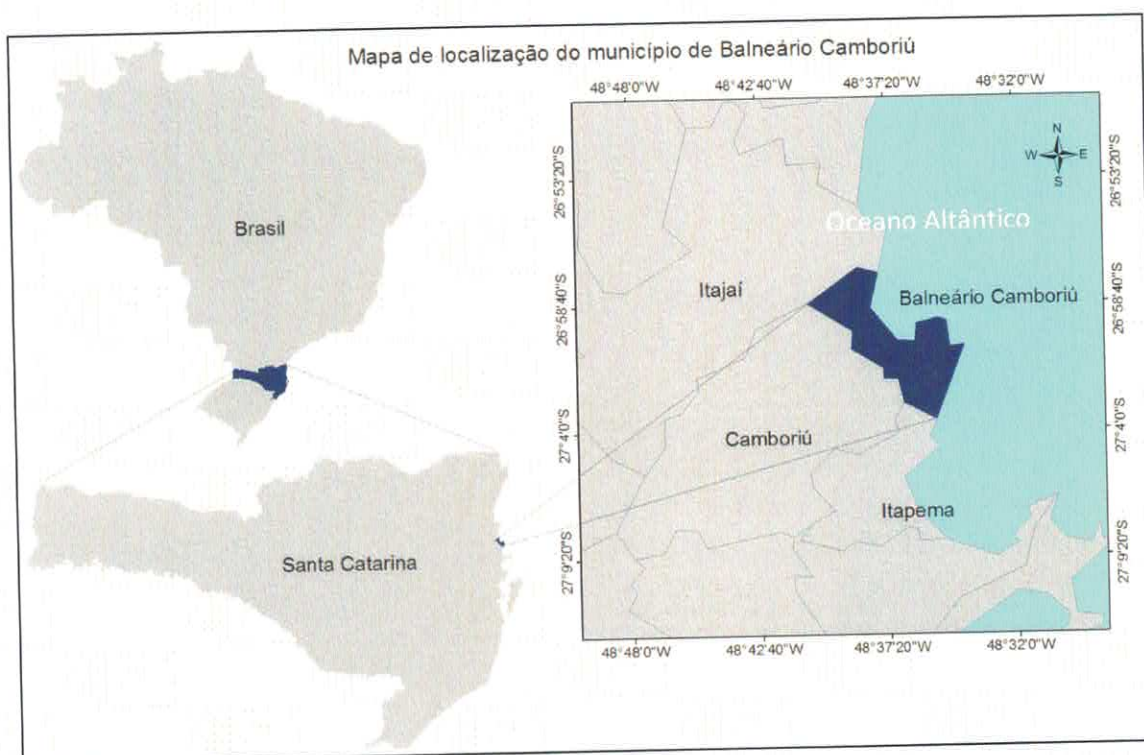 Mapa de localização do município de Balneário Camboriú
48°48'0"W 48°42'40"W 48°37'20"W 48°32'0"W
26°53'20"S
26°58'40"S
27°4'0"S
27°9'20"S
N
W E
S
Oceano Altântico
Brasil
Itajaí
Balneário Camboriú
Camboriú
Itapema
Santa Catarina
26°53'20"S
26°58'40"S
27°4'0"S
27°9'20"S
48°48'0"W 48°42'40"W 48°37'20"W 48°32'0"W